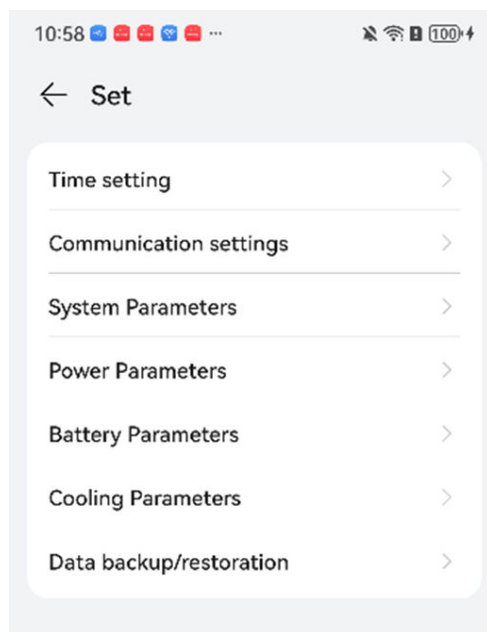 10:58 ··· 100
Set
Time setting
Communication settings
System Parameters
Power Parameters
Battery Parameters
Cooling Parameters
Data backup/restoration